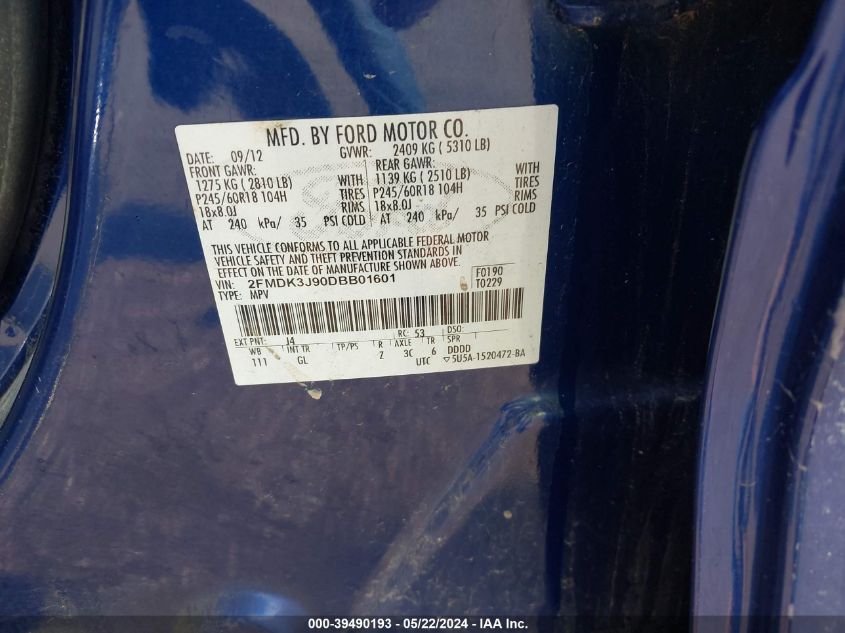 MFD. BY FORD MOTOR CO.
DATE: 09/12 GVWR: 2409 KG ( 5310 LB)
FRONT GAWR: REAR GAWR:
1275 KG ( 2810 LB) WITH 1139 KG ( 2510 LB) WITH
P245/60R18 104H TIRES P245/60R18 104H TIRES
18x8.0J RIMS 18x8.0J RIMS
AT 240 kPa/ 35 PSI COLD AT 240 kPa/ 35 PSI COLD
THIS VEHICLE CONFORMS TO ALL APPLICABLE FEDERAL MOTOR
VEHICLE SAFETY AND THEFT PREVENTION STANDARDS IN
EFFECT ON THE DATE OF MANUFACTURE SHOWN ABOVE.
VIN: 2FMDK3J90DBB01601 F0190
TYPE: MPV T0229
EXT PNT: J4 RC: 53 DSO:
WB INT TR TP/PS R AXLE TR SPR
111 GL 2 3C 6 DDDD
UTC ▽5U5A-1520472-BA
000-39490193 - 05/22/2024 - IAA Inc.